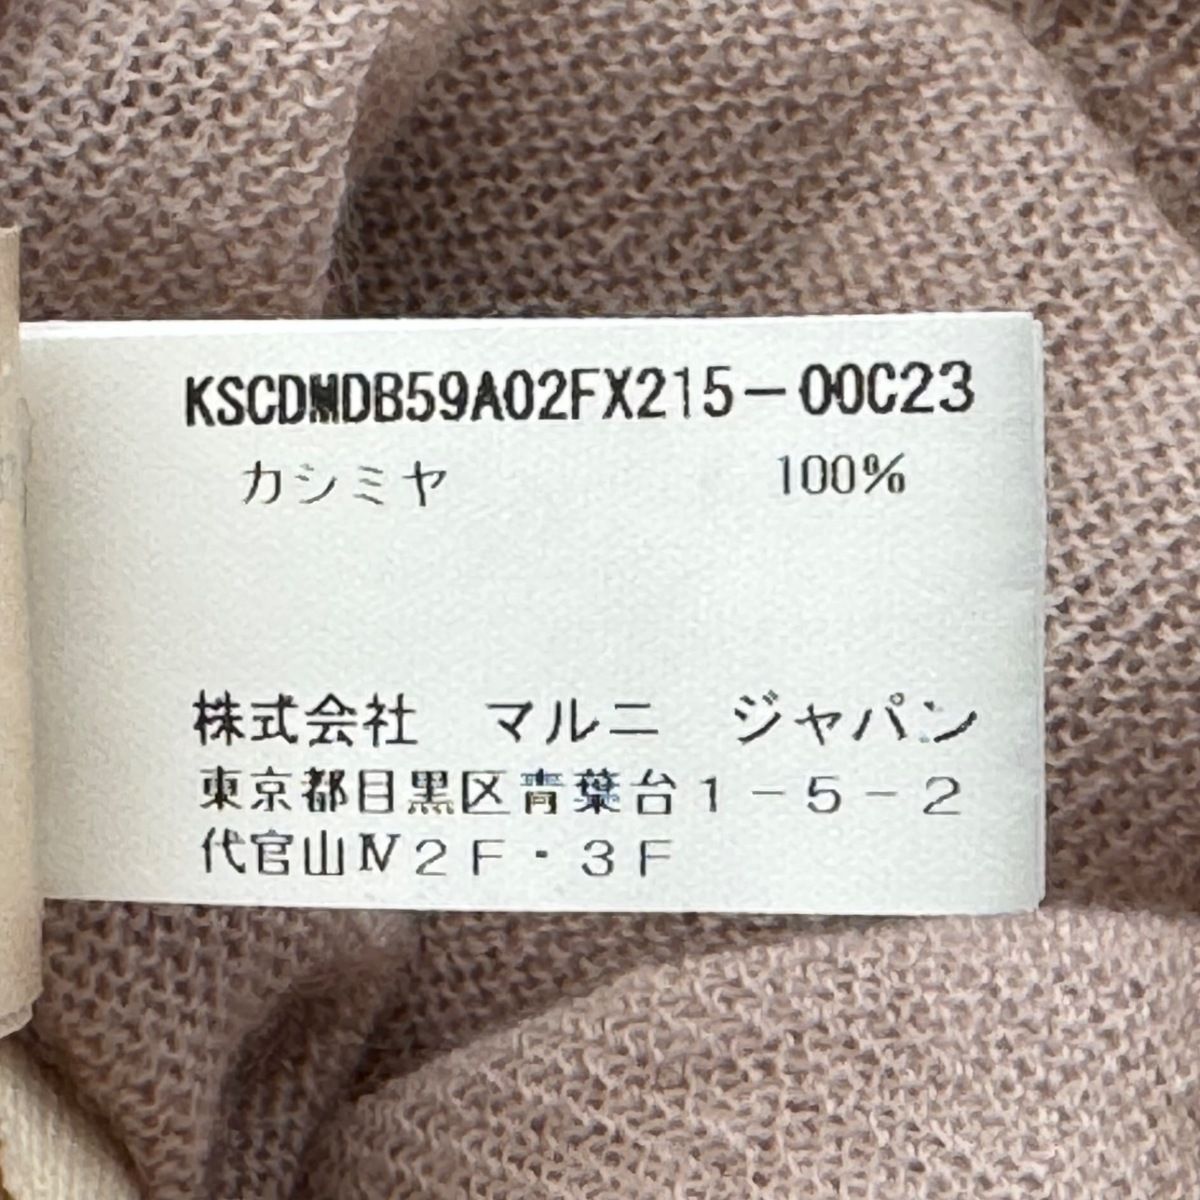 KSCDMDB59A02FX215-00C23
カシミヤ 100%
株式会社 マルニ ジャパン
東京都目黒区青葉台1-5-2
代官山Ⅳ2F・3F